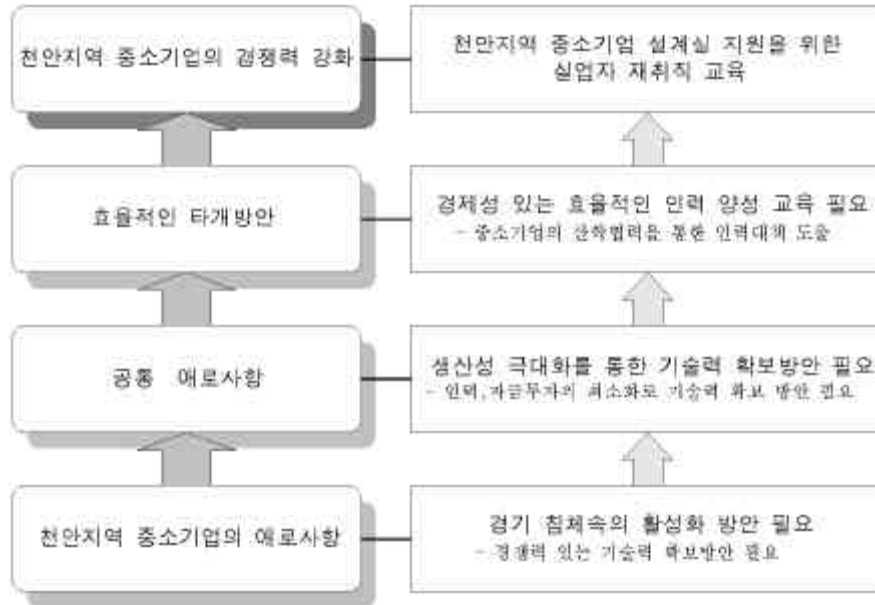 천안지역 중소기업의 경쟁력 강화
천안지역 중소기업 설계실 지원을 위한
실업자 재취직 교육
효율적인 타개방안
경제성 있는 효율적인 인력 양성 교육 필요
- 중소기업의 산학협력을 통한 인력대책 도출
공통 애로사항
생산성 극대화를 통한 기술력 확보방안 필요
- 인력,자금투자의 최소화로 기술력 확보 방안 필요
천안지역 중소기업의 애로사항
경기 침체속의 활성화 방안 필요
- 경쟁력 있는 기술력 확보방안 필요